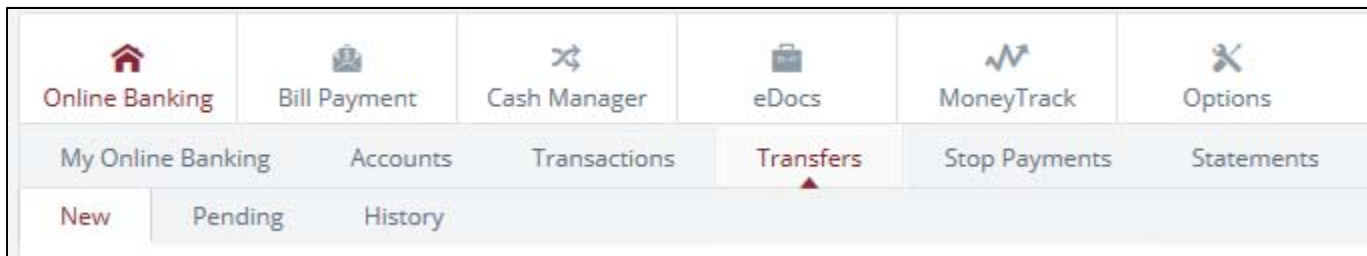 Online Banking Bill Payment Cash Manager eDocs MoneyTrack Options
My Online Banking Accounts Transactions Transfers Stop Payments Statements
New Pending History